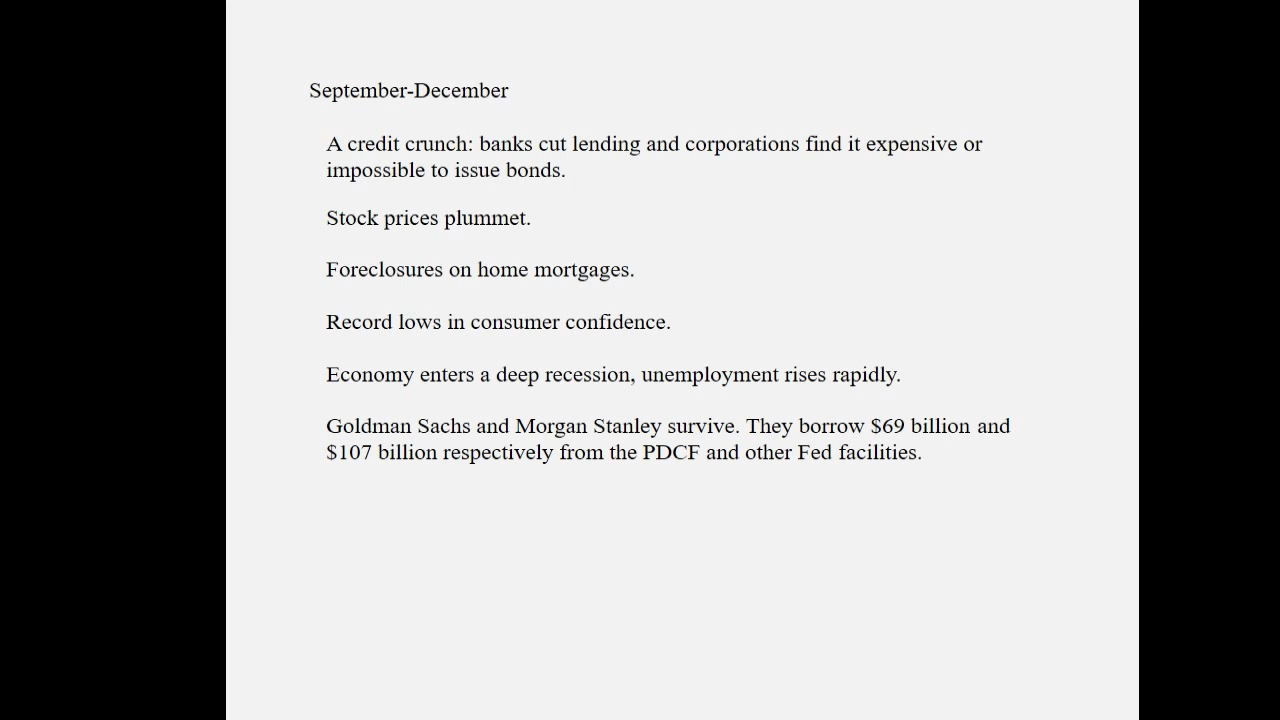 September-December
A credit crunch: banks cut lending and corporations find it expensive or
impossible to issue bonds.
Stock prices plummet.
Foreclosures on home mortgages.
Record lows in consumer confidence.
Economy enters a deep recession, unemployment rises rapidly.
Goldman Sachs and Morgan Stanley survive. They borrow $69 billion and
$107 billion respectively from the PDCF and other Fed facilities.